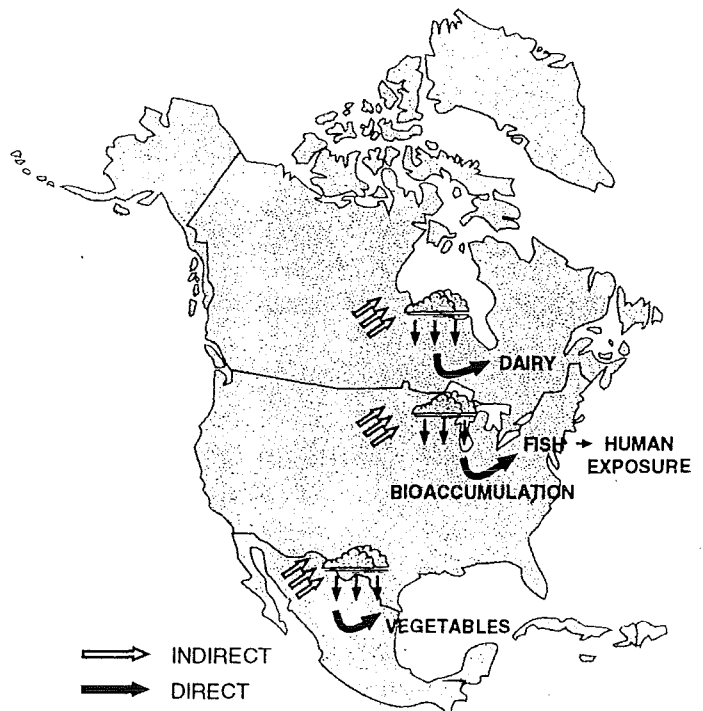 DAIRY
FISH → HUMAN
EXPOSURE
BIOACCUMULATION
VEGETABLES
INDIRECT
DIRECT